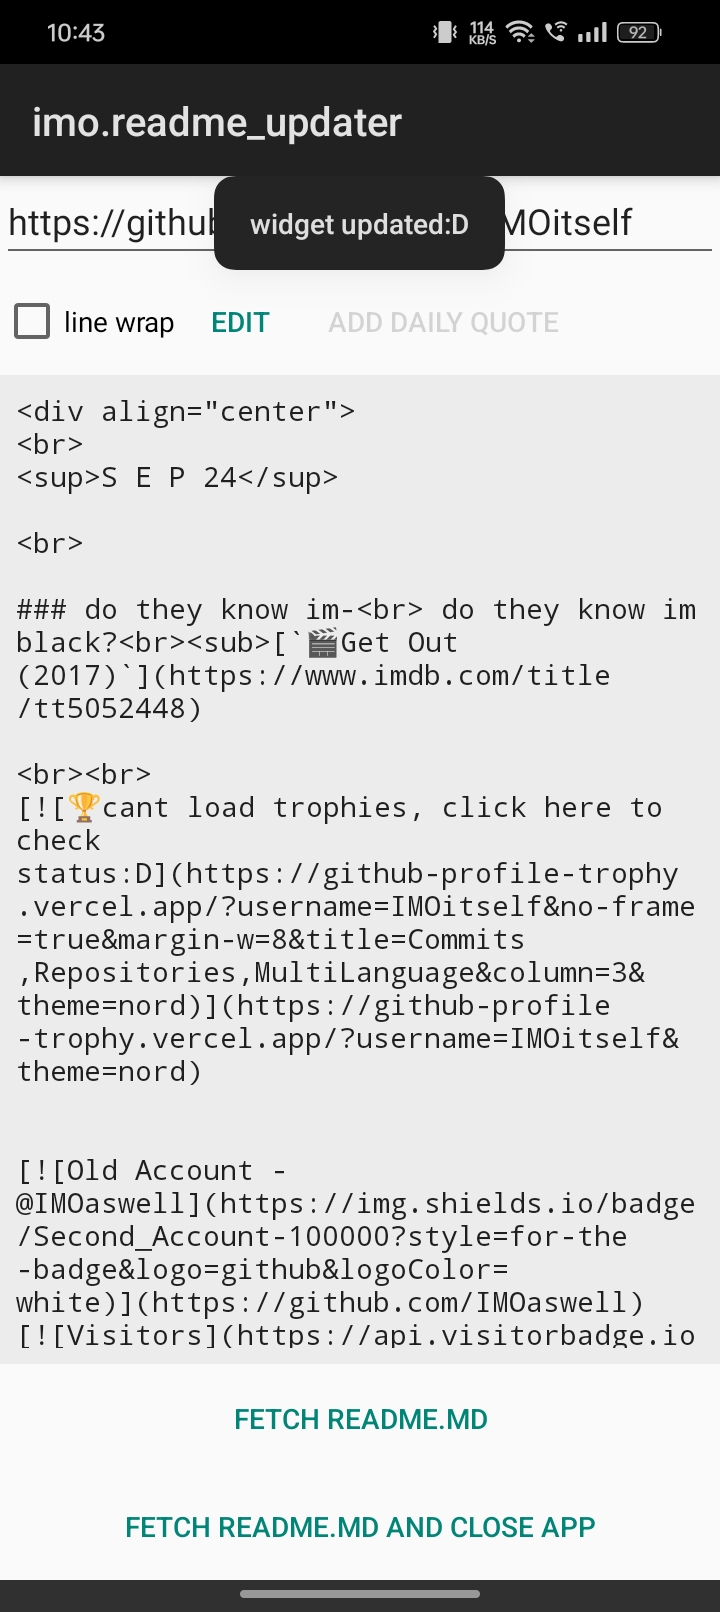 10:43
114
KB/S
92
imo.readme_updater
https://github
MOitself
widget updated:D
line wrap
EDIT
ADD DAILY QUOTE
<div align="center">
<br>
<sup>S E P 24</sup>
<br>
### do they know im-<br> do they know im
black?<br><sub>[`🎬Get Out
(2017)`](https://www.imdb.com/title
/tt5052448)
<br><br>
[![🏆cant load trophies, click here to
check
status:D](https://github-profile-trophy
.vercel.app/?username=IMOitself&no-frame
=true&margin-w=8&title=Commits
,Repositories,MultiLanguage&column=3&
theme=nord)](https://github-profile
-trophy.vercel.app/?username=IMOitself&
theme=nord)
[![Old Account -
@IMOaswell](https://img.shields.io/badge
/Second_Account-100000?style=for-the
-badge&logo=github&logoColor=
white)](https://github.com/IMOaswell)
[![Visitors](https://api.visitorbadge.io
FETCH README.MD
FETCH README.MD AND CLOSE APP